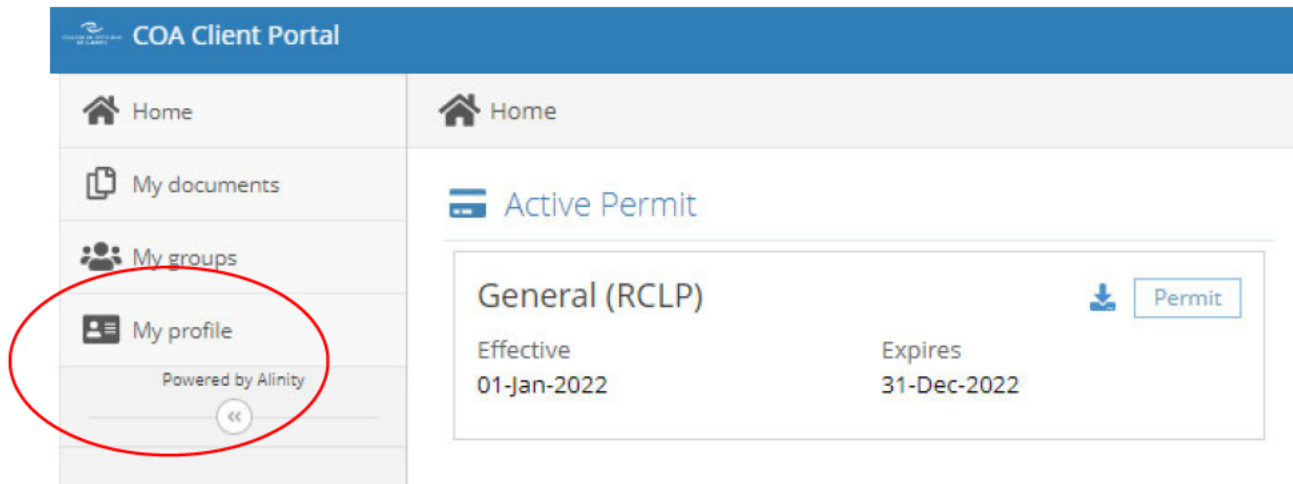 COA Client Portal
Home
My documents
My groups
My profile
Powered by Alinity
Home
Active Permit
General (RCLP)
Permit
Effective
Expires
01-Jan-2022
31-Dec-2022